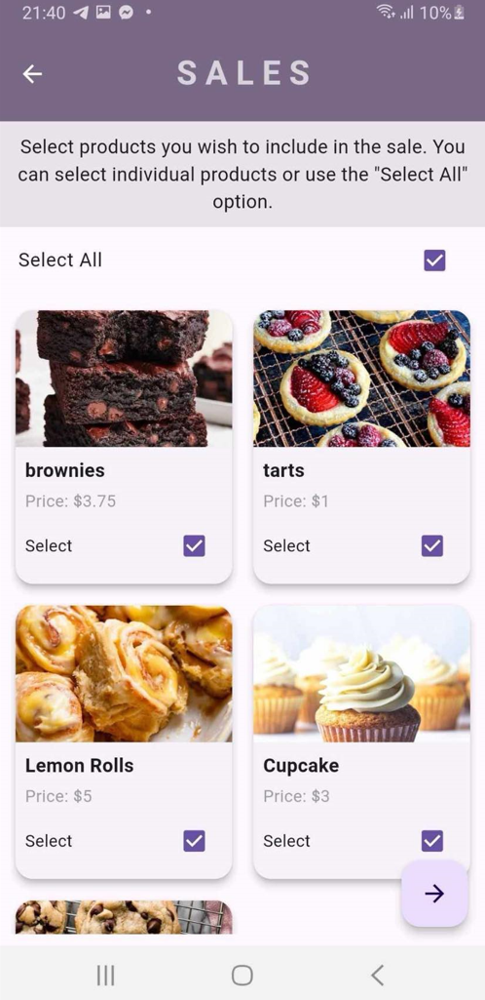 21:40 10%
SALES
Select products you wish to include in the sale. You
can select individual products or use the "Select All"
option.
Select All
brownies
Price: $3.75
Select
tarts
Price: $1
Select
Lemon Rolls
Price: $5
Select
Cupcake
Price: $3
Select